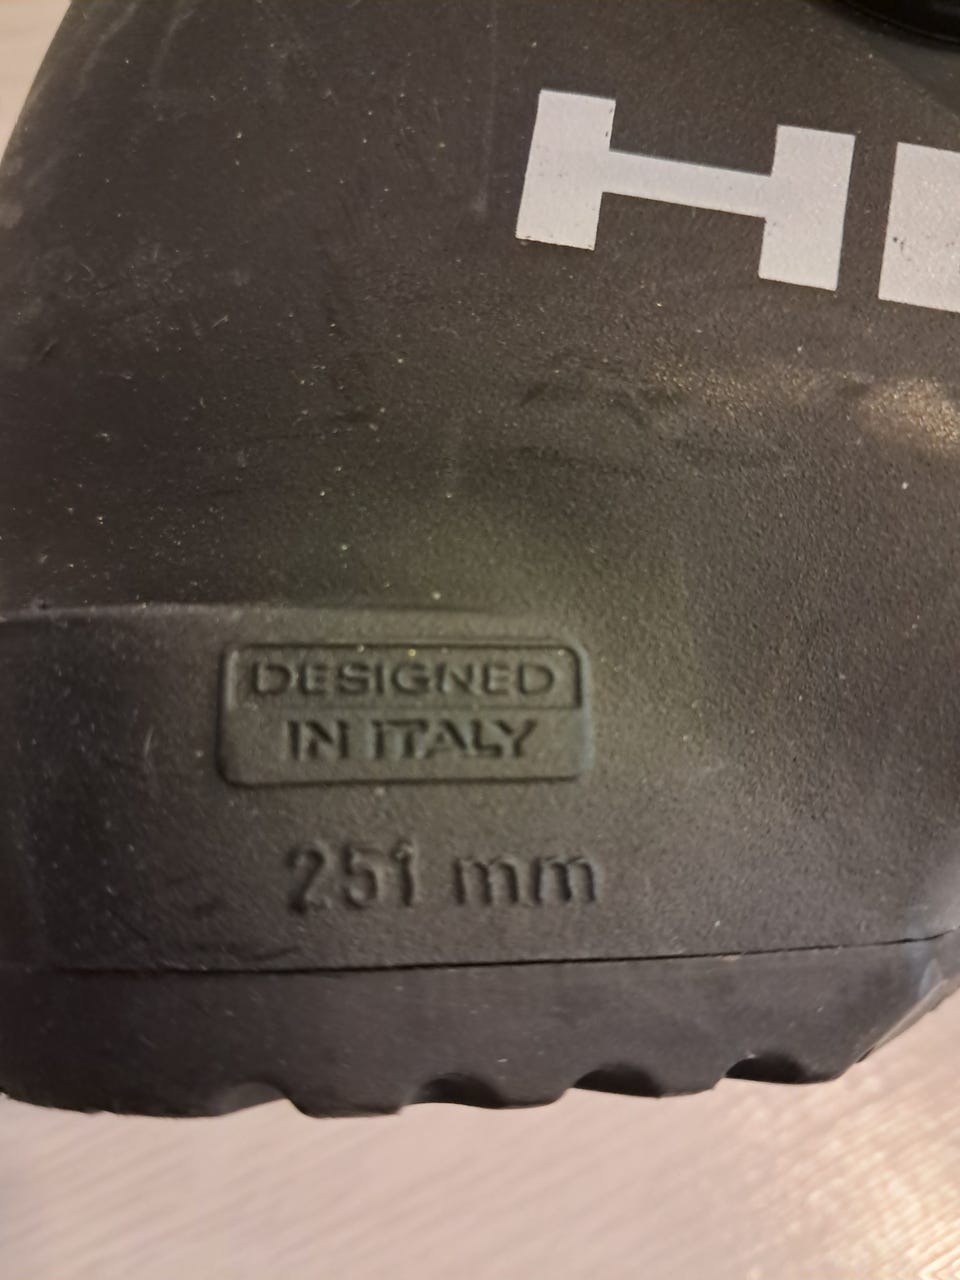 H
DESIGNED
IN ITALY
251 mm